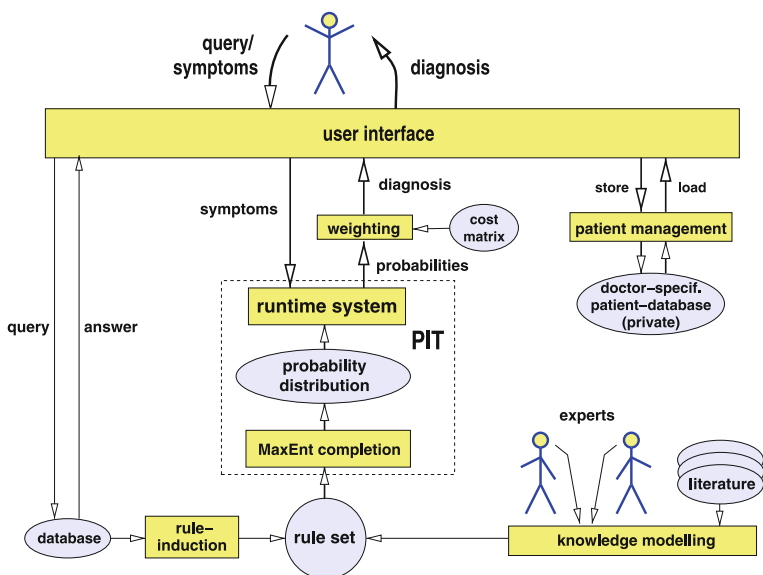 query/
symptoms
diagnosis
user interface
diagnosis
store
load
symptoms
weighting
cost
matrix
patient management
probabilities
doctor–specif.
patient–database
(private)
runtime system
query
answer
PIT
probability
distribution
experts
MaxEnt completion
literature
database
rule–
induction
rule set
knowledge modelling